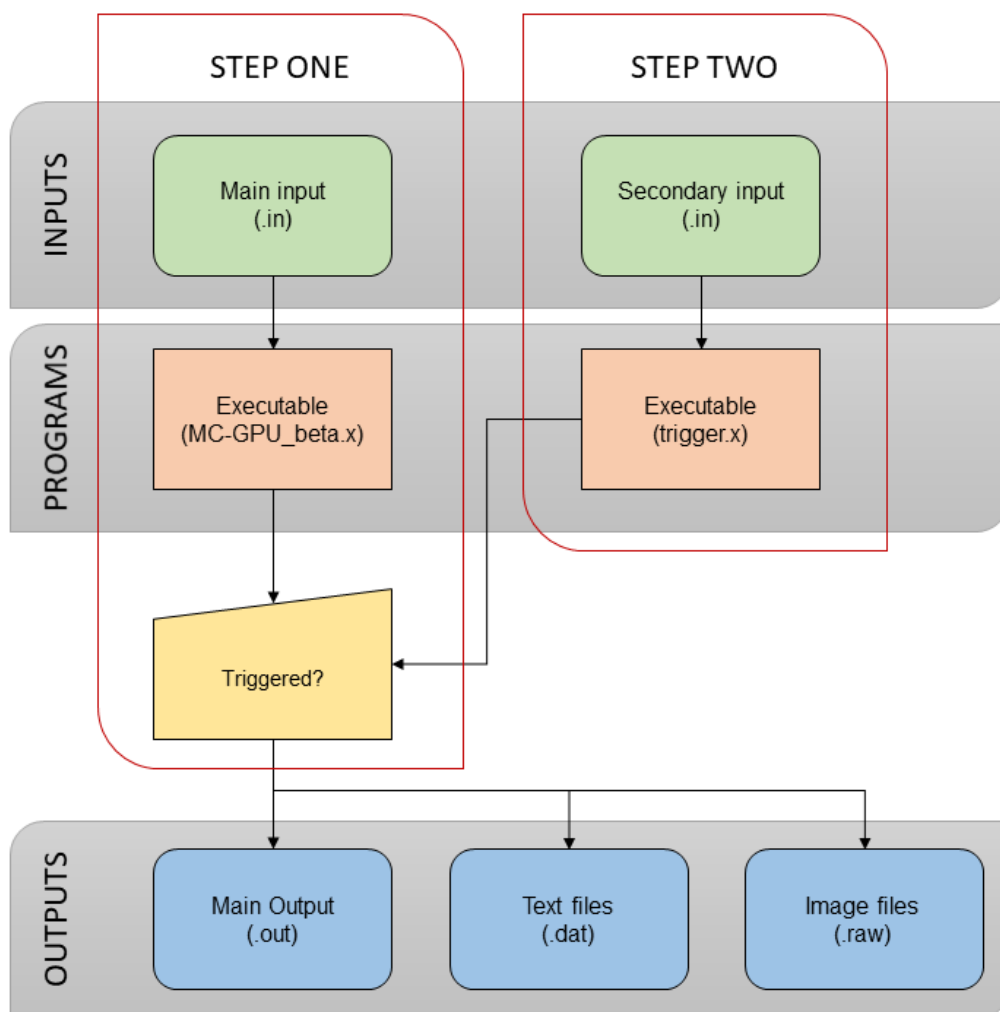 STEP ONE
STEP TWO
INPUTS
Main input
(.in)
Secondary input
(.in)
PROGRAMS
Executable
(MC-GPU_beta.x)
Executable
(trigger.x)
Triggered?
OUTPUTS
Main Output
(.out)
Text files
(.dat)
Image files
(.raw)